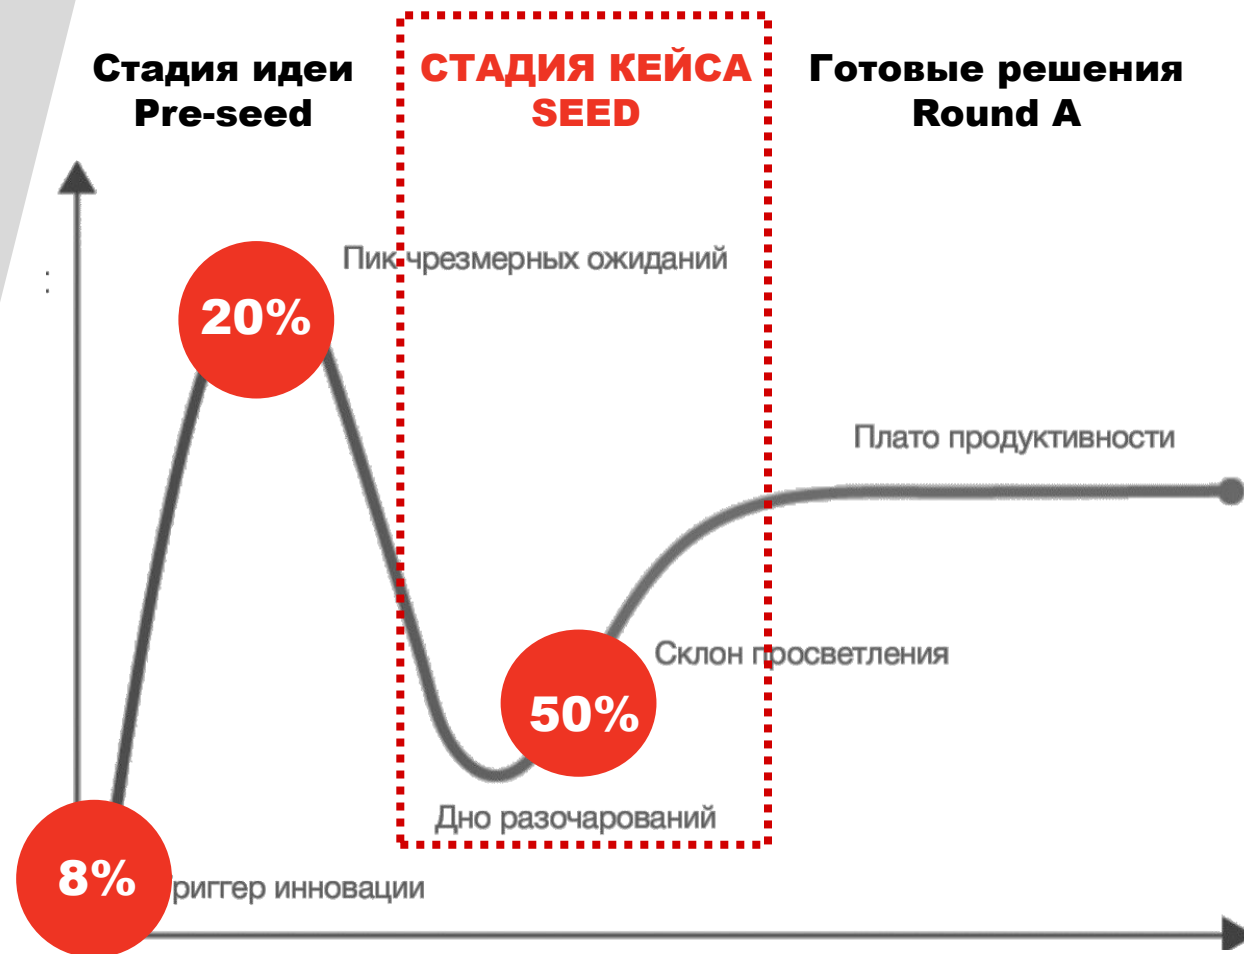 Стадия идеи
Pre-seed
СТАДИЯ КЕЙСА
SEED
Готовые решения
Round A
Пик чрезмерных ожиданий
20%
Плато продуктивности
Склон просветления
50%
Дно разочарований
8%
риггер инновации